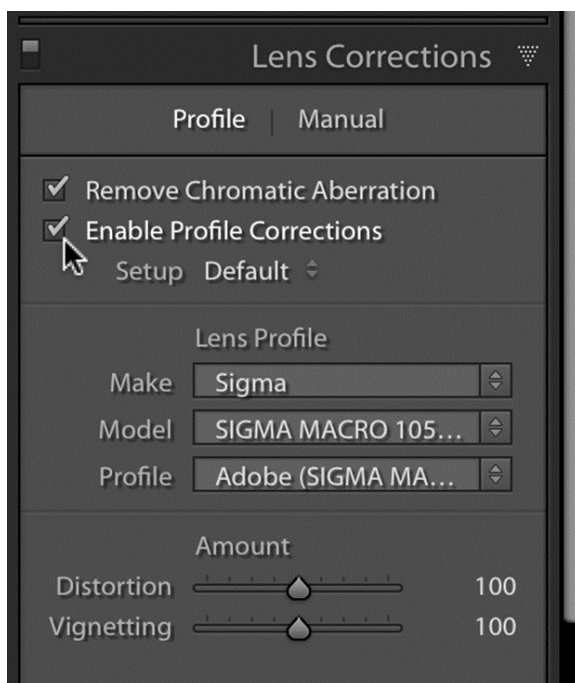 Lens Corrections
Profile | Manual
Remove Chromatic Aberration
Enable Profile Corrections
Setup Default
Lens Profile
Make Sigma
Model SIGMA MACRO 105...
Profile Adobe (SIGMA MA...
Amount
Distortion 100
Vignetting 100